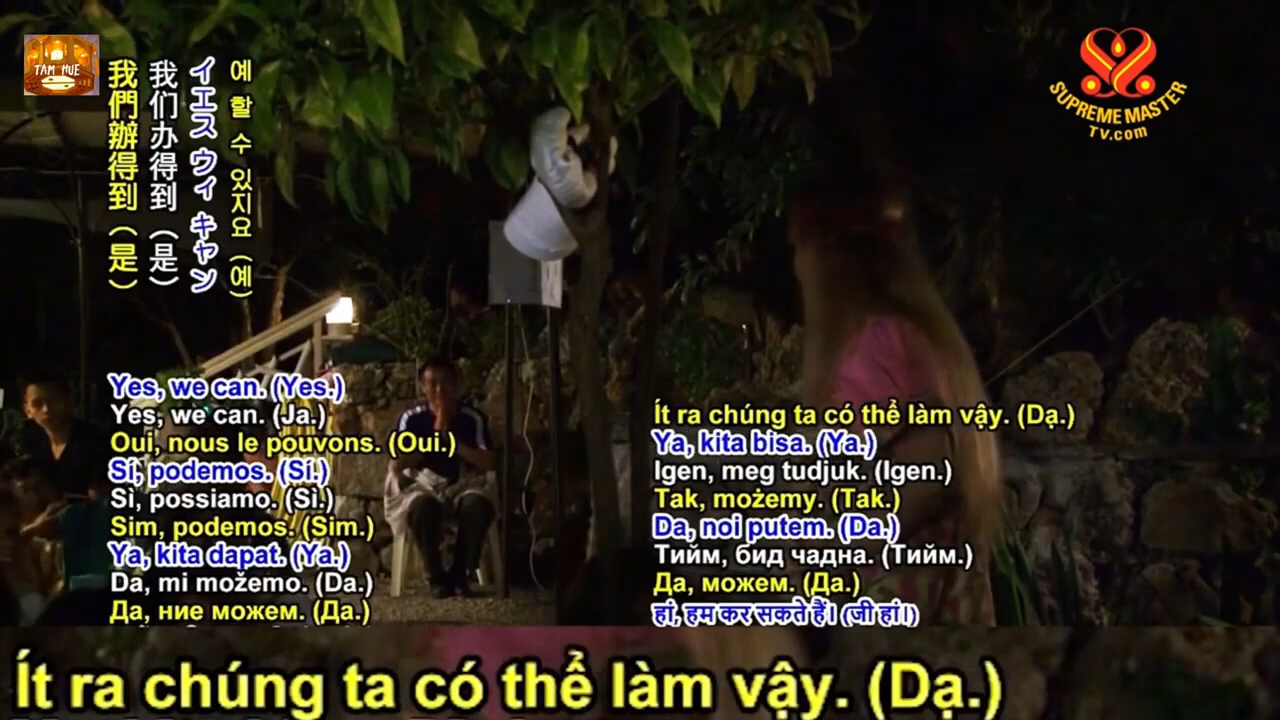 TAM HUE
SUPREME MASTER
TV.com
예 할 수 있지요 (예)
イエス ウィ キャン
我们办得到 (是)
我們辦得到 (是)
Yes, we can. (Yes.)
Yes, we can. (Ja.)
Oui, nous le pouvons. (Oui.)
Sí, podemos. (Sí.)
Sì, possiamo. (Sì.)
Sim, podemos. (Sim.)
Ya, kita dapat. (Ya.)
Da, mi možemo. (Da.)
Да, ние можем. (Да.)
Ít ra chúng ta có thể làm vậy. (Dạ.)
Ya, kita bisa. (Ya.)
Igen, meg tudjuk. (Igen.)
Tak, możemy. (Tak.)
Da, noi putem. (Da.)
Тийм, бид чадна. (Тийм.)
Да, можем. (Да.)
हां, हम कर सकते हैं। (जी हां।)
Ít ra chúng ta có thể làm vậy. (Dạ.)